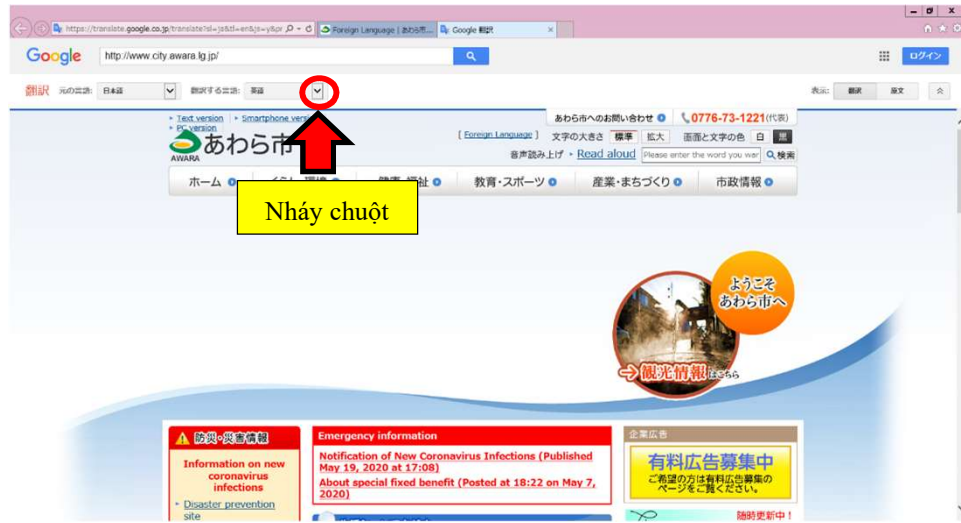 https://translate.google.co.jp/translate?sl=ja&tl=en&js=y&pr
Foreign Language | あわら市...
Google 翻訳
Google
http://www.city.awara.lg.jp/
ログイン
翻訳 元の言語: 日本語 翻訳する言語: 英語
表示: 翻訳 原文
Text version Smartphone ver
PC version
あわら市へのお問い合わせ 0776-73-1221(代表)
AWARA あわら市
[ Foreign Language ] 文字の大きさ 標準 拡大 画面と文字の色 白 黒
音声読み上げ Read aloud Please enter the word you war 検索
ホーム
福祉 教育・スポーツ 産業・まちづくり 市政情報
Nháy chuột
ようこそ
あわら市へ
観光情報はこちら
防災・災害情報
Information on new
coronavirus
infections
Disaster prevention
site
Emergency information
Notification of New Coronavirus Infections (Published
May 19, 2020 at 17:08)
About special fixed benefit (Posted at 18:22 on May 7,
2020)
企業広告
有料広告募集中
ご希望の方は有料広告募集の
ページをご覧ください。
随時更新中！